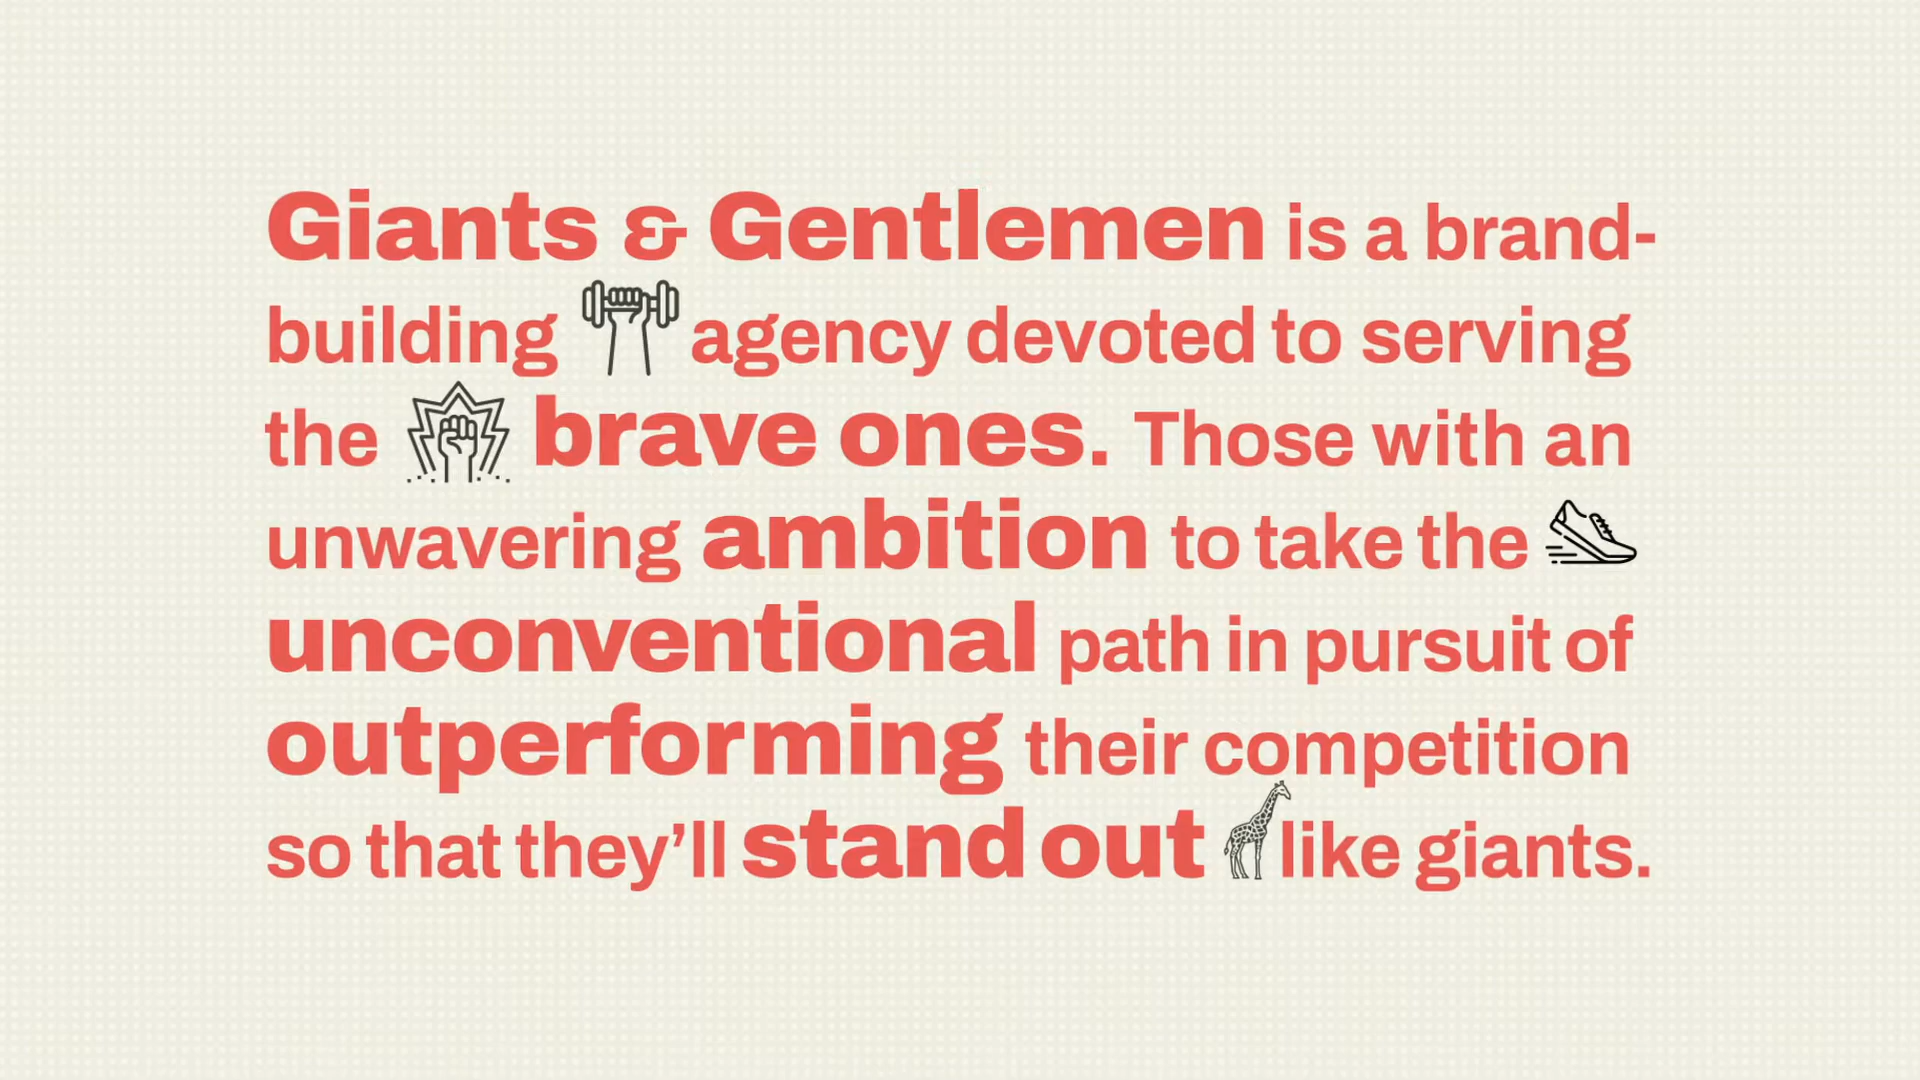 Giants & Gentlemen is a brand-
building agency devoted to serving
the brave ones. Those with an
unwavering ambition to take the
unconventional path in pursuit of
outperforming their competition
so that they’ll stand out like giants.